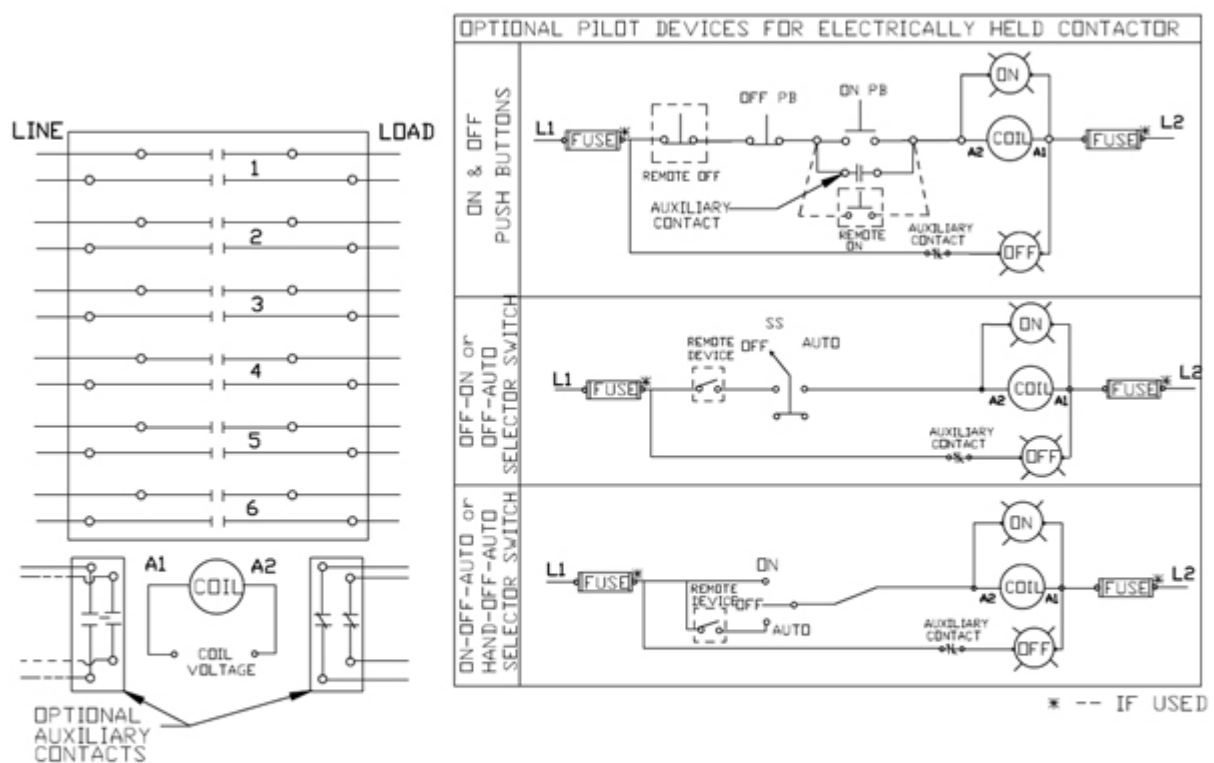 OPTIONAL PILOT DEVICES FOR ELECTRICALLY HELD CONTACTOR
LINE
LOAD
1
2
3
4
5
6
A1
A2
COIL
COIL
VOLTAGE
OPTIONAL
AUXILIARY
CONTACTS
ON & OFF
PUSH BUTTONS
L1
FUSE
*
REMOTE OFF
OFF PB
ON PB
AUXILIARY
CONTACT
REMOTE
ON
AUXILIARY
CONTACT
ON
A2
COIL
A1
OFF
FUSE
*
L2
OFF-ON or
OFF-AUTO
SELECTOR SWITCH
L1
FUSE
*
REMOTE
DEVICE
OFF
SS
AUTO
AUXILIARY
CONTACT
ON
A2
COIL
A1
OFF
FUSE
*
L2
ON-OFF-AUTO or
HAND-OFF-AUTO
SELECTOR SWITCH
L1
FUSE
*
REMOTE
DEVICE
ON
OFF
AUTO
AUXILIARY
CONTACT
ON
A2
COIL
A1
OFF
FUSE
*
L2
* -- IF USED